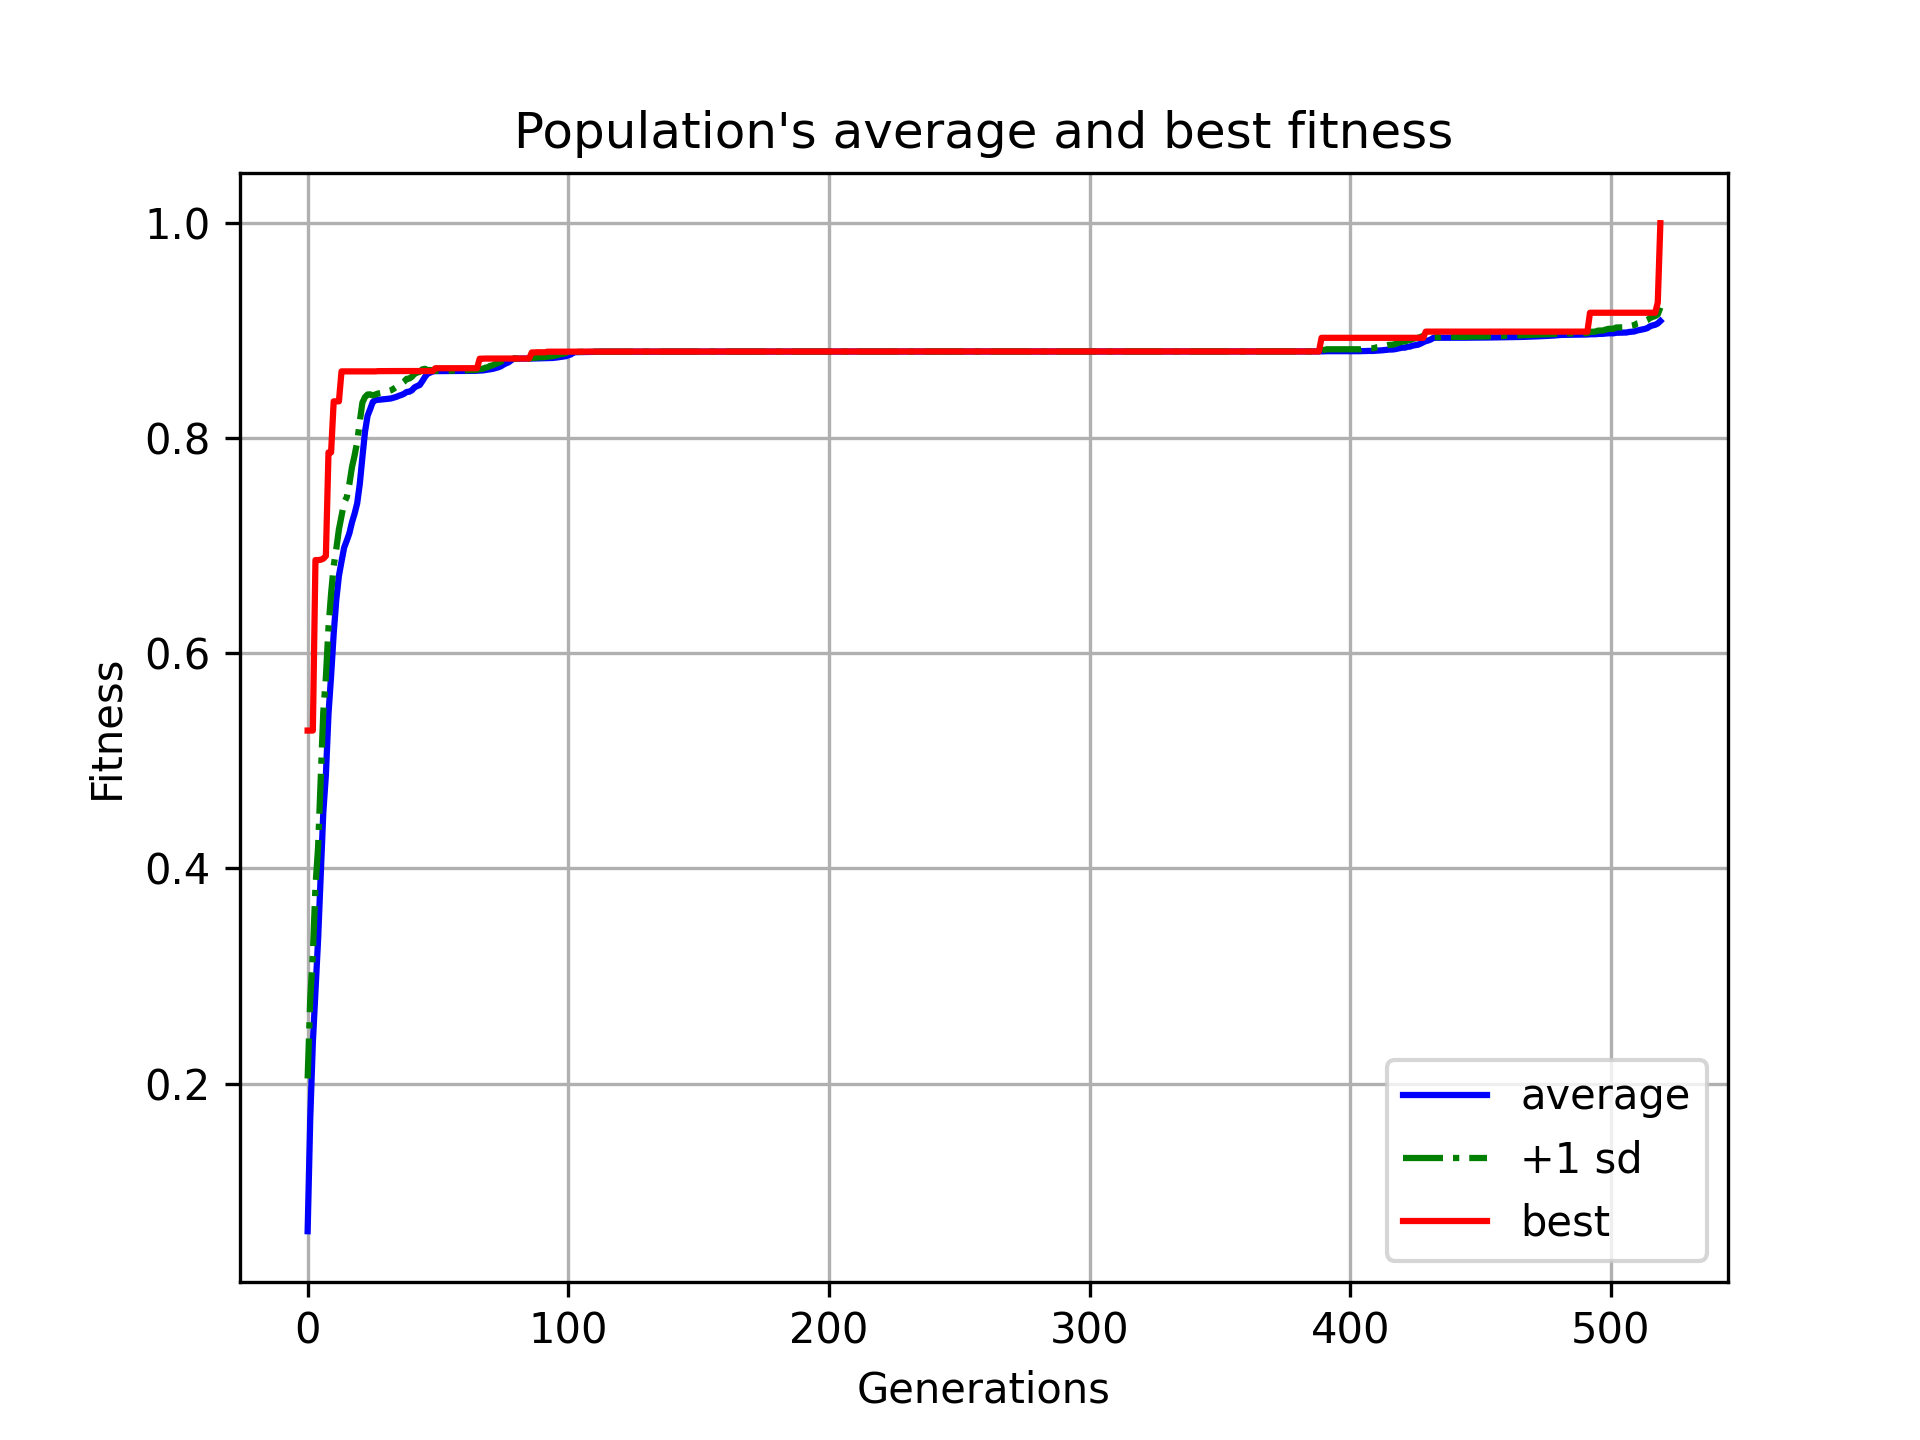 Population's average and best fitness
1.0
0.8
0.6
0.4
0.2
Fitness
0 100 200 300 400 500
Generations
average
+1 sd
best